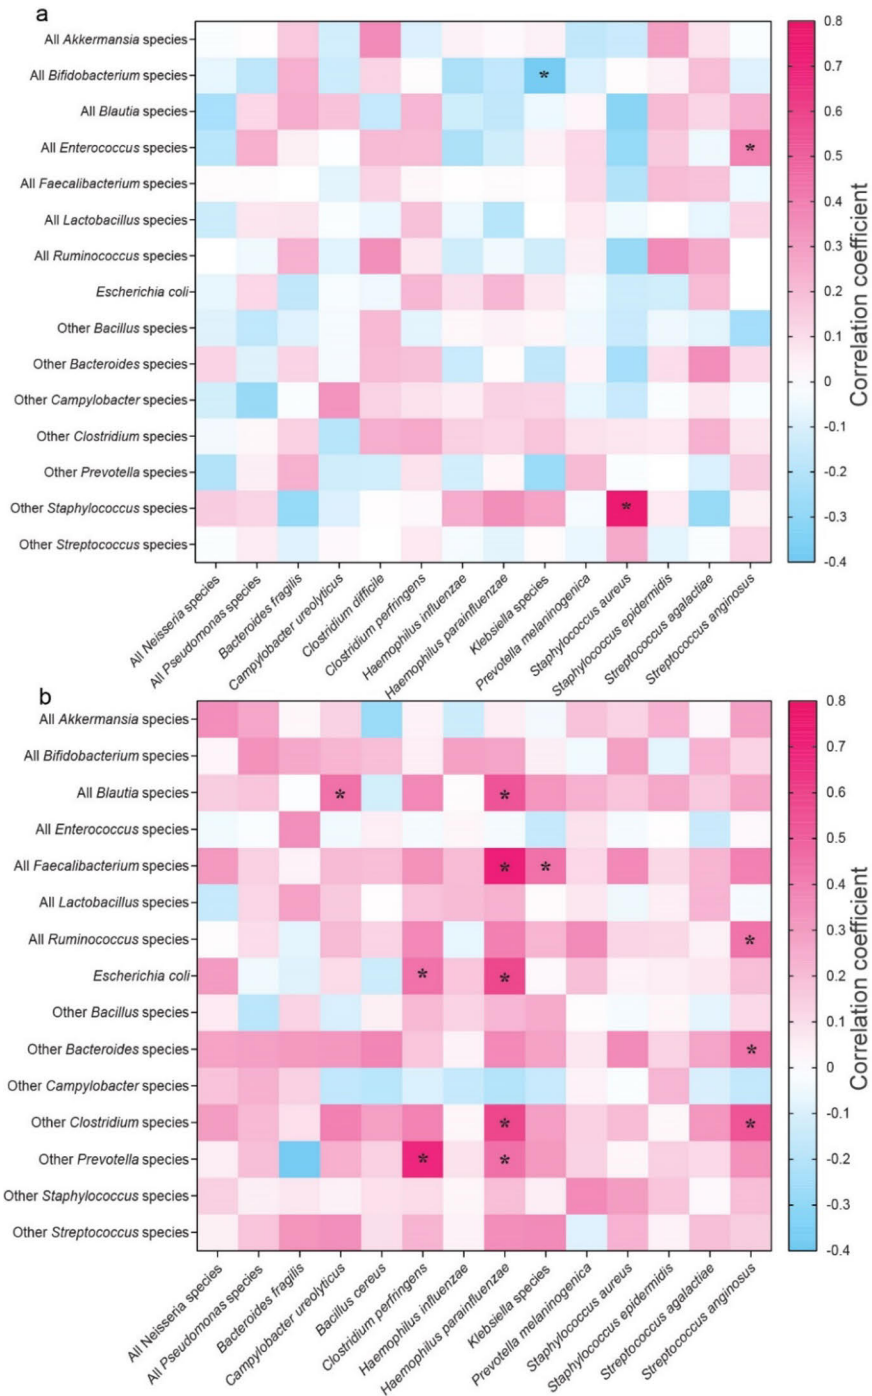 a
All Akkermansia species
All Bifidobacterium species
All Blautia species
All Enterococcus species
All Faecalibacterium species
All Lactobacillus species
All Ruminococcus species
Escherichia coli
Other Bacillus species
Other Bacteroides species
Other Campylobacter species
Other Clostridium species
Other Prevotella species
Other Staphylococcus species
Other Streptococcus species
*
*
*
All Neisseria species
All Pseudomonas species
Bacteroides fragilis
Campylobacter ureolyticus
Clostridium difficile
Clostridium perfringens
Haemophilus influenzae
Haemophilus parainfluenzae
Klebsiella species
Prevotella melaninogenica
Staphylococcus aureus
Staphylococcus epidermidis
Streptococcus agalactiae
Streptococcus anginosus
0.8
0.7
0.6
0.5
0.4
0.3
0.2
0.1
0
-0.1
-0.2
-0.3
-0.4
Correlation coefficient
b
All Akkermansia species
All Bifidobacterium species
All Blautia species
All Enterococcus species
All Faecalibacterium species
All Lactobacillus species
All Ruminococcus species
Escherichia coli
Other Bacillus species
Other Bacteroides species
Other Campylobacter species
Other Clostridium species
Other Prevotella species
Other Staphylococcus species
Other Streptococcus species
* *
* *
*
* *
*
* *
* *
All Neisseria species
All Pseudomonas species
Bacteroides fragilis
Campylobacter ureolyticus
Bacillus cereus
Clostridium perfringens
Haemophilus influenzae
Haemophilus parainfluenzae
Klebsiella species
Prevotella melaninogenica
Staphylococcus aureus
Staphylococcus epidermidis
Streptococcus agalactiae
Streptococcus anginosus
0.8
0.7
0.6
0.5
0.4
0.3
0.2
0.1
0
-0.1
-0.2
-0.3
-0.4
Correlation coefficient